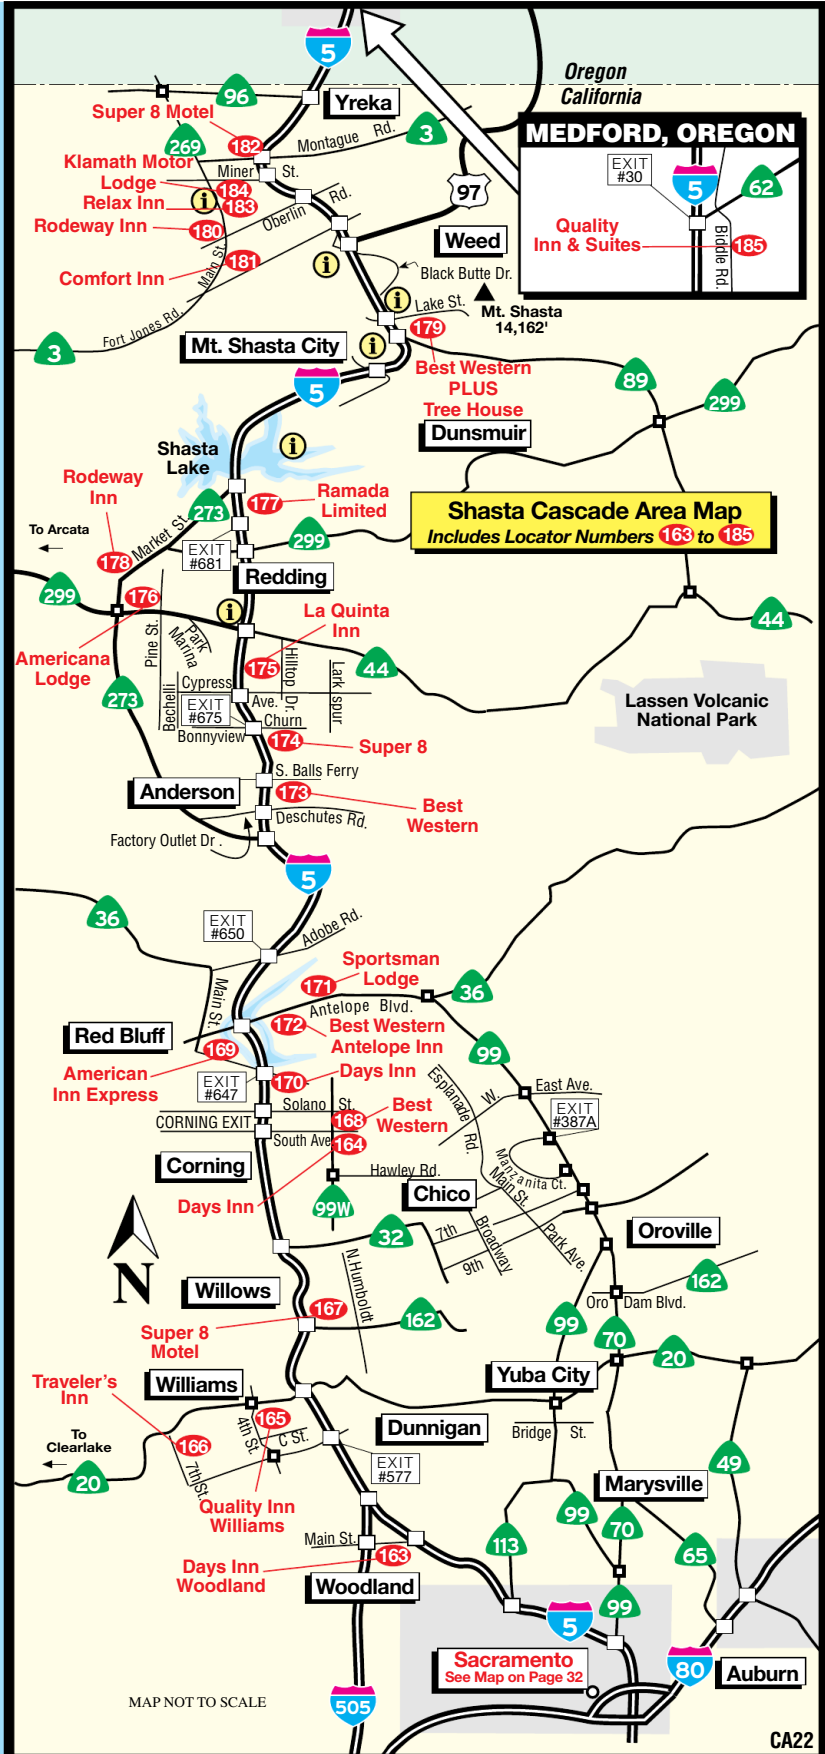 5
Oregon
California
96
Yreka
Super 8 Motel
182
269
Montague Rd.
3
MEDFORD, OREGON
EXIT
#30
5
62
Quality
Inn & Suites
185
Biddle Rd.
Klamath Motor
Lodge
184
Miner St.
Relax Inn
183
i
Rodeway Inn
180
Oberlin Rd.
97
Weed
Comfort Inn
181
Main St.
i
Black Butte Dr.
i
Lake St.
Mt. Shasta
14,162'
3
Fort Jones Rd.
Mt. Shasta City
i
179
Best Western
PLUS
Tree House
5
89
299
Dunsmuir
Shasta
Lake
i
Rodeway
Inn
273
177
Ramada
Limited
Shasta Cascade Area Map
Includes Locator Numbers 163 to 185
To Arcata
178
Market St.
EXIT
#681
299
Redding
299
176
i
La Quinta
Inn
44
Pine St.
Park
Marina
Americana
Lodge
175
Hilltop Dr.
Larkspur
44
273
Bechelli
Cypress
Ave.
EXIT
#675
Churn
Bonnyview
174
Super 8
Lassen Volcanic
National Park
S. Balls Ferry
Anderson
173
Best
Western
Deschutes Rd.
Factory Outlet Dr.
5
36
EXIT
#650
Adobe Rd.
Sportsman
Lodge
171
Main St.
Antelope Blvd.
36
Red Bluff
172
Best Western
Antelope Inn
99
169
American
Inn Express
EXIT
#647
170
Days Inn
Esplanade Rd.
W. East Ave.
EXIT
#387A
Solano St.
CORNING EXIT
168
Best
Western
South Ave
164
Corning
Manzanita Ct.
Hawley Rd.
Main St.
Days Inn
99W
Chico
N
32
7th
9th
Broadway
Park Ave.
Oroville
Willows
N.Humboldt
162
Oro Dam Blvd.
167
Super 8
Motel
162
99
70
20
Traveler's
Inn
Williams
Yuba City
165
4th St.
C St.
Dunnigan
Bridge St.
To
Clearlake
166
7th St.
20
EXIT
#577
49
Quality Inn
Williams
Marysville
99
70
113
65
Main St.
Days Inn
Woodland
163
Woodland
99
5
Sacramento
See Map on Page 32
80
Auburn
MAP NOT TO SCALE
505
CA22